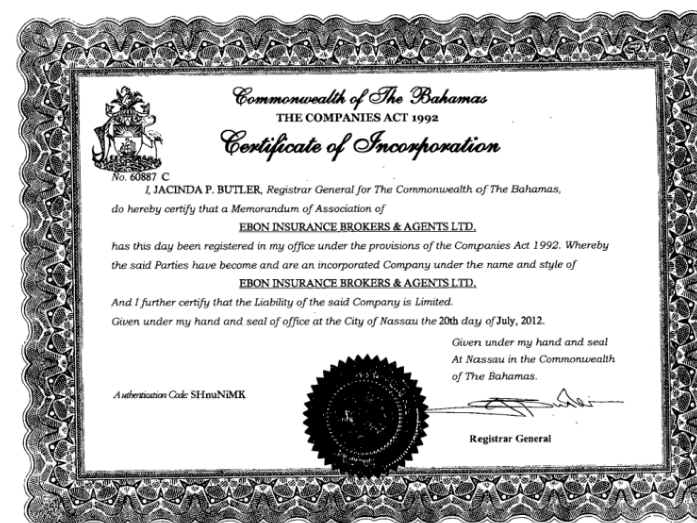 Commonwealth of The Bahamas
THE COMPANIES ACT 1992
Certificate of Incorporation
No. 60887 C
I, JACINDA P. BUTLER, Registrar General for The Commonwealth of The Bahamas,
do hereby certify that a Memorandum of Association of
EBON INSURANCE BROKERS & AGENTS LTD.
has this day been registered in my office under the provisions of the Companies Act 1992. Whereby
the said Parties have become and are an incorporated Company under the name and style of
EBON INSURANCE BROKERS & AGENTS LTD.
And I further certify that the Liability of the said Company is Limited.
Given under my hand and seal of office at the City of Nassau the 20th day of July, 2012.
Given under my hand and seal
At Nassau in the Commonwealth
of The Bahamas.
Authentication Code: SHnuNiMK
Registrar General